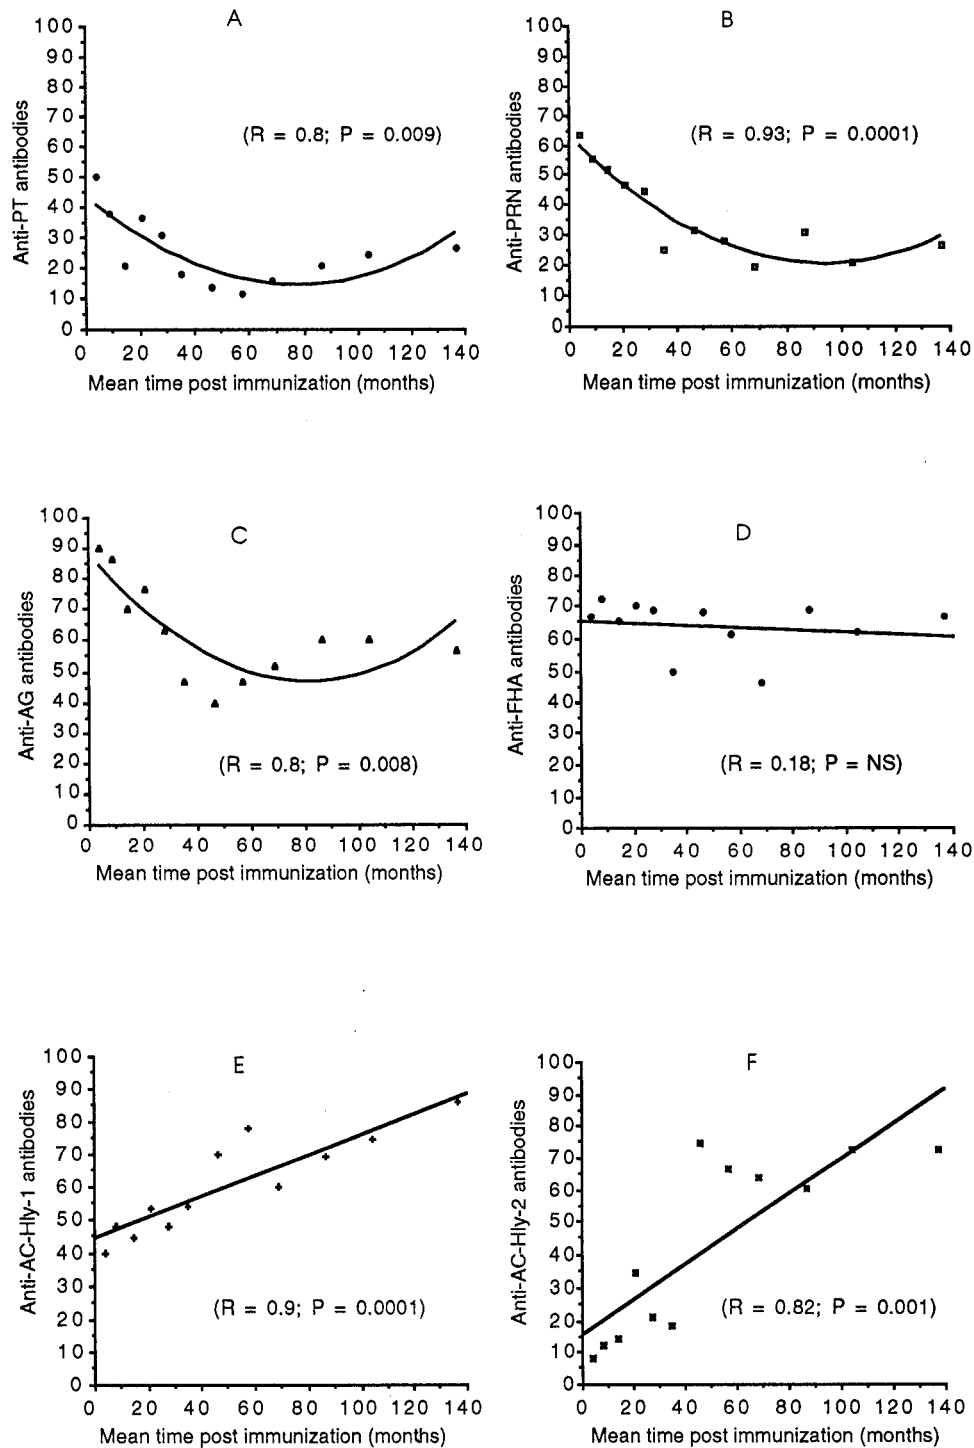 A
100
90
80
70
60
50
40
30
20
10
0
Anti-PT antibodies
(R = 0.8; P = 0.009)
0 20 40 60 80 100 120 140
Mean time post immunization (months)
B
100
90
80
70
60
50
40
30
20
10
0
Anti-PRN antibodies
(R = 0.93; P = 0.0001)
0 20 40 60 80 100 120 140
Mean time post immunization (months)
C
100
90
80
70
60
50
40
30
20
10
0
Anti-AG antibodies
(R = 0.8; P = 0.008)
0 20 40 60 80 100 120 140
Mean time post immunization (months)
D
100
90
80
70
60
50
40
30
20
10
0
Anti-FHA antibodies
(R = 0.18; P = NS)
0 20 40 60 80 100 120 140
Mean time post immunization (months)
E
100
90
80
70
60
50
40
30
20
10
0
Anti-AC-Hly-1 antibodies
(R = 0.9; P = 0.0001)
0 20 40 60 80 100 120 140
Mean time post immunization (months)
F
100
90
80
70
60
50
40
30
20
10
0
Anti-AC-Hly-2 antibodies
(R = 0.82; P = 0.001)
0 20 40 60 80 100 120 140
Mean time post immunization (months)